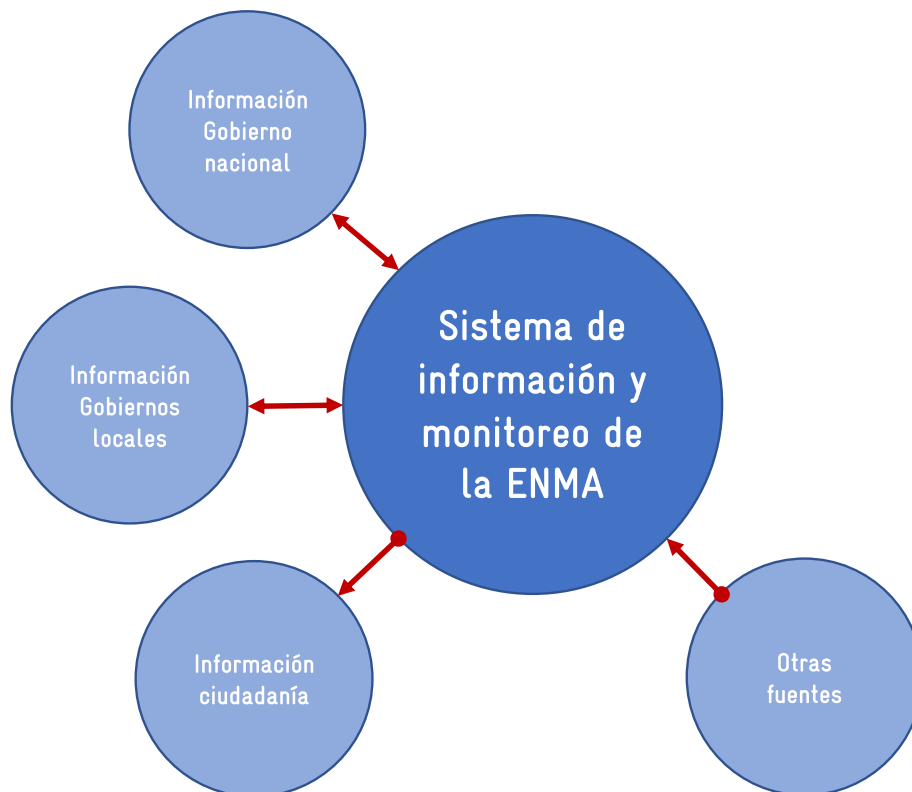 Información
Gobierno
nacional
Sistema de
información y
monitoreo de
la ENMA
Información
Gobiernos
locales
Información
ciudadanía
Otras
fuentes